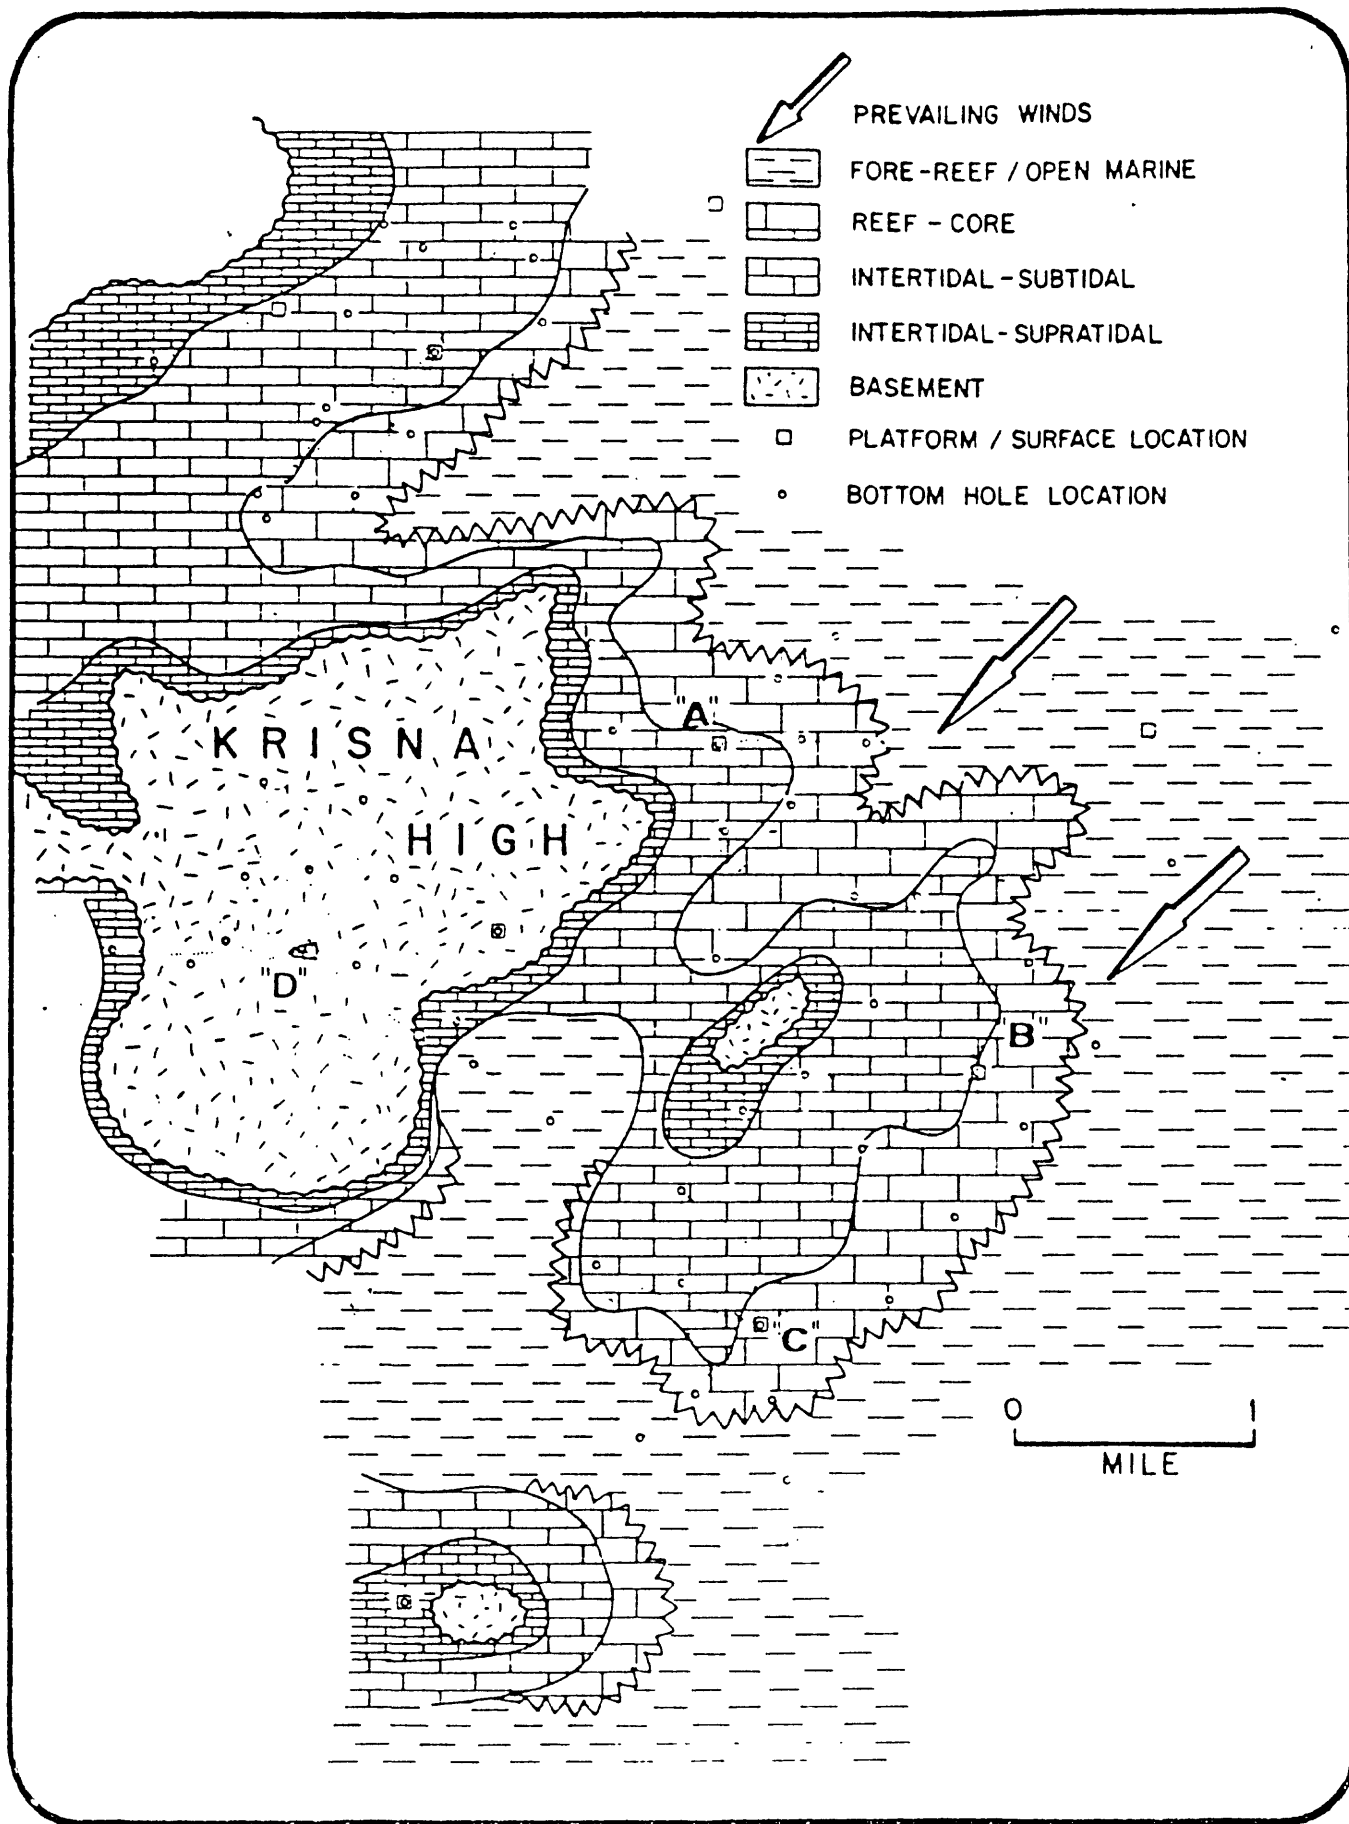 PREVAILING WINDS
FORE-REEF / OPEN MARINE
REEF - CORE
INTERTIDAL-SUBTIDAL
INTERTIDAL-SUPRATIDAL
BASEMENT
PLATFORM / SURFACE LOCATION
BOTTOM HOLE LOCATION
"A"
KRISNA
HIGH
"D"
"B"
"C"
0 1
MILE